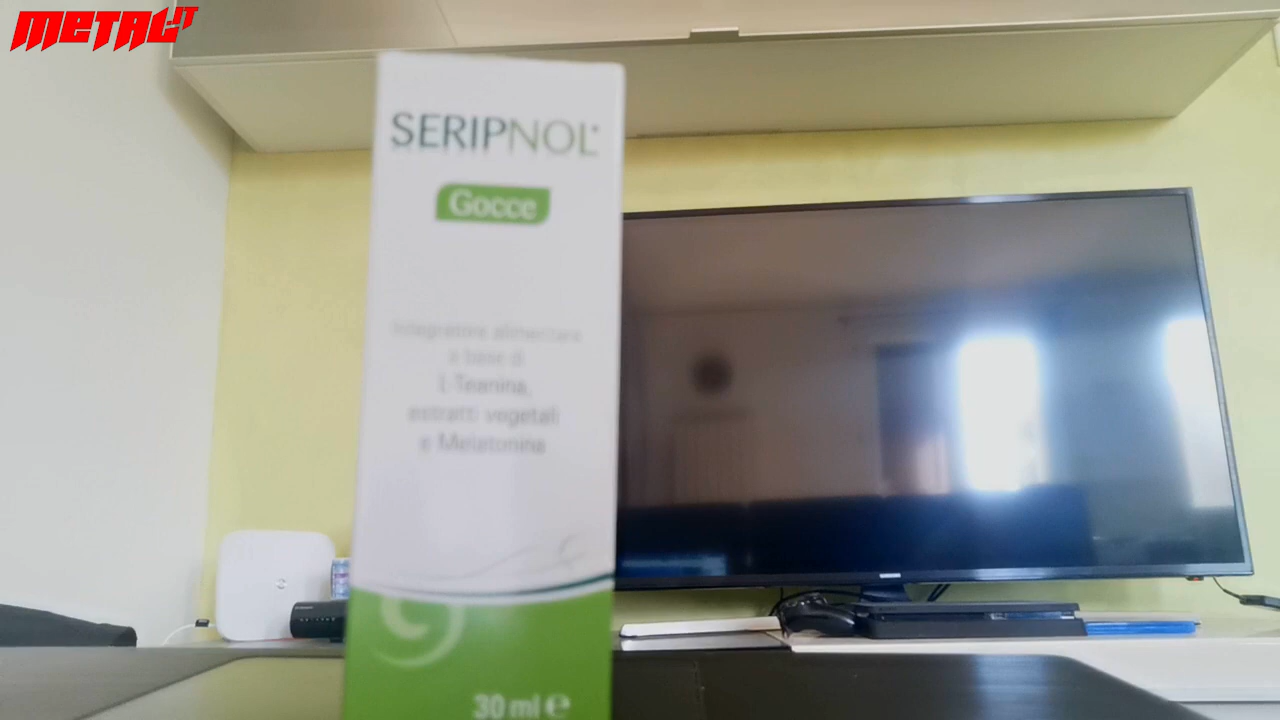 METAL.IT
SERIPNOL
Gocce
Integratore alimentare
a base di
L-Teanina,
estratti vegetali
e Melatonina
30 ml e